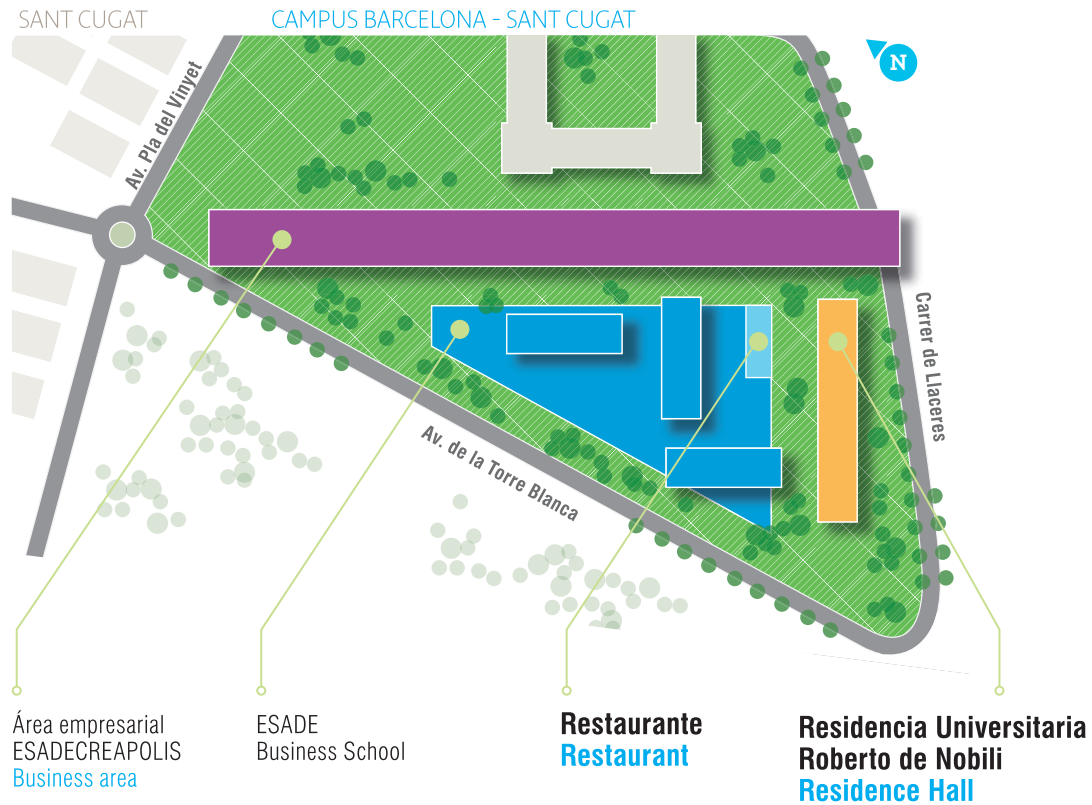 SANT CUGAT
CAMPUS BARCELONA - SANT CUGAT
N
Av. Pla del Vinyet
Carrer de Llaceres
Av. de la Torre Blanca
Área empresarial
ESADECREAPOLIS
Business area
ESADE
Business School
Restaurante
Restaurant
Residencia Universitaria
Roberto de Nobili
Residence Hall